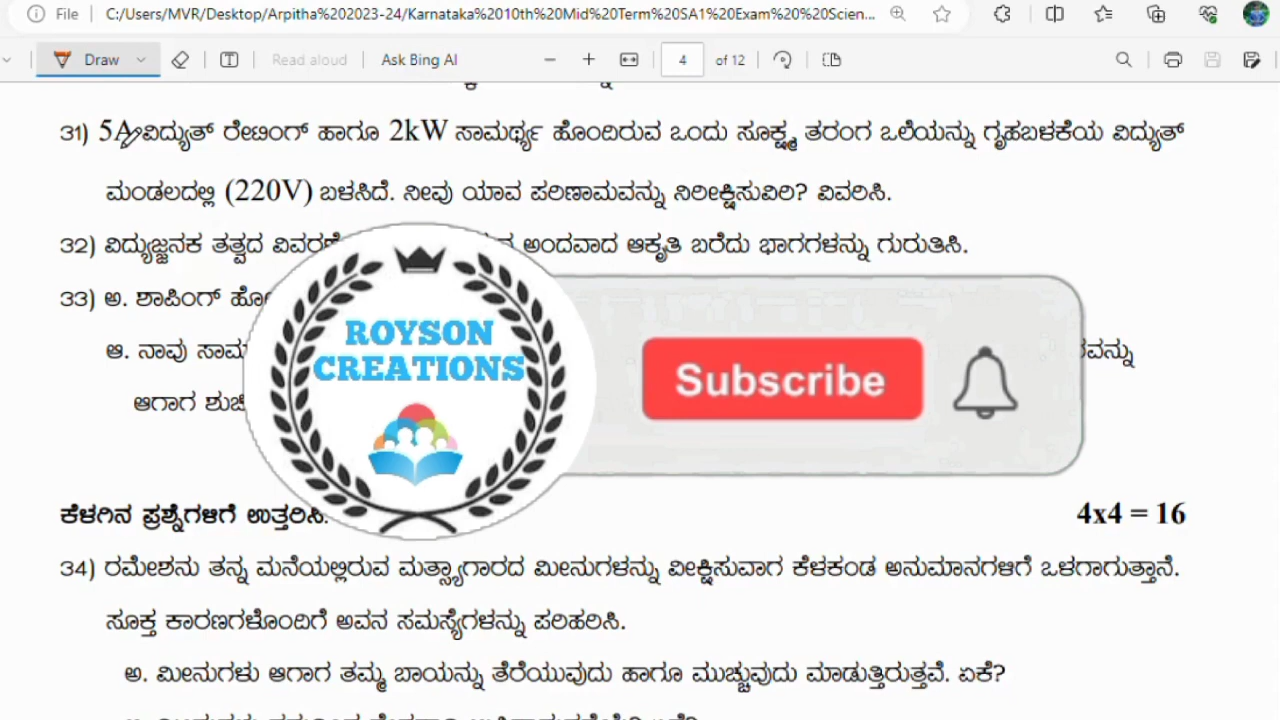 File C:/Users/MVR/Desktop/Arpitha%202023-24/Karnataka%2010th%20Mid%20Term%20SA1%20Exam%20%20Scien...
Draw Read aloud Ask Bing AI 4 of 12
31) 5A ವಿದ್ಯುತ್ ರೇಟಿಂಗ್ ಹಾಗೂ 2kW ಸಾಮರ್ಥ್ಯ ಹೊಂದಿರುವ ಒಂದು ಸೂಕ್ಷ್ಮ ತರಂಗ ಒಲೆಯನ್ನು ಗೃಹಬಳಕೆಯ ವಿದ್ಯುತ್
ಮಂಡಲದಲ್ಲಿ (220V) ಬಳಸಿದೆ. ನೀವು ಯಾವ ಪರಿಣಾಮವನ್ನು ನಿರೀಕ್ಷಿಸುವಿರಿ? ವಿವರಿಸಿ.
32) ವಿದ್ಯುಜ್ಜನಕ ತತ್ವದ ಅಂದವಾದ ಆಕೃತಿ ಬರೆದು ಭಾಗಗಳನ್ನು ಗುರುತಿಸಿ.
33) ಅ. ಶಾಪಿಂಗ್
ಆ. ನಾವು
ಆಗಾಗ
ROYSON
CREATIONS
Subscribe
ಕೆಳಗಿನ ಪ್ರಶ್ನೆಗಳಿಗೆ ಉತ್ತರಿಸಿ. 4x4 = 16
34) ರಮೇಶನು ತನ್ನ ಮನೆಯಲ್ಲಿರುವ ಮತ್ಸ್ಯಾಗಾರದ ಮೀನುಗಳನ್ನು ವೀಕ್ಷಿಸುವಾಗ ಕೆಳಕಂಡ ಅನುಮಾನಗಳಿಗೆ ಒಳಗಾಗುತ್ತಾನೆ.
ಸೂಕ್ತ ಕಾರಣಗಳೊಂದಿಗೆ ಅವನ ಸಮಸ್ಯೆಗಳನ್ನು ಪರಿಹರಿಸಿ.
ಅ. ಮೀನುಗಳು ಆಗಾಗ ತಮ್ಮ ಬಾಯನ್ನು ತೆರೆಯುವುದು ಹಾಗೂ ಮುಚ್ಚುವುದು ಮಾಡುತ್ತಿರುತ್ತವೆ. ಏಕೆ?